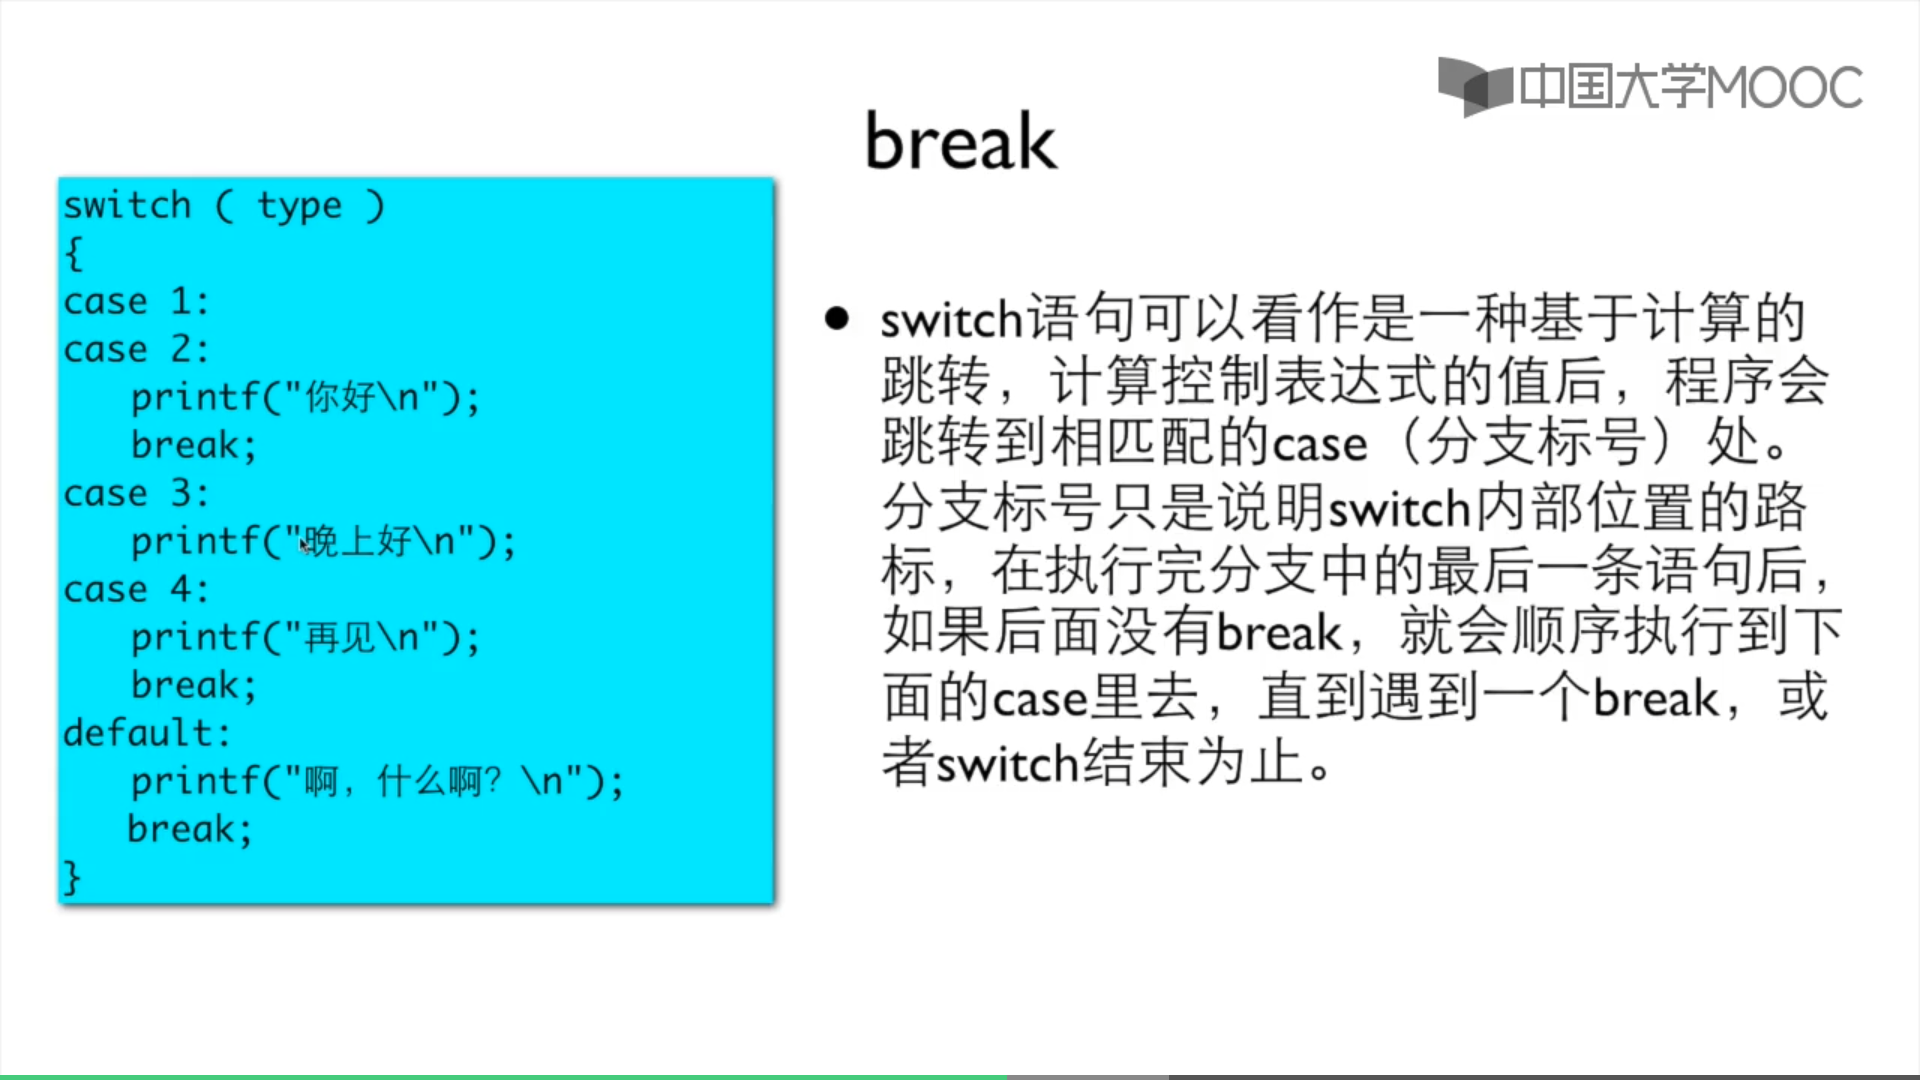 中国大学MOOC
break
switch ( type )
{
case 1:
case 2:
printf("你好\n");
break;
case 3:
printf("晚上好\n");
case 4:
printf("再见\n");
break;
default:
printf("啊，什么啊？\n");
break;
}
● switch语句可以看作是一种基于计算的
跳转，计算控制表达式的值后，程序会
跳转到相匹配的case（分支标号）处。
分支标号只是说明switch内部位置的路
标，在执行完分支中的最后一条语句后，
如果后面没有break，就会顺序执行到下
面的case里去，直到遇到一个break，或
者switch结束为止。